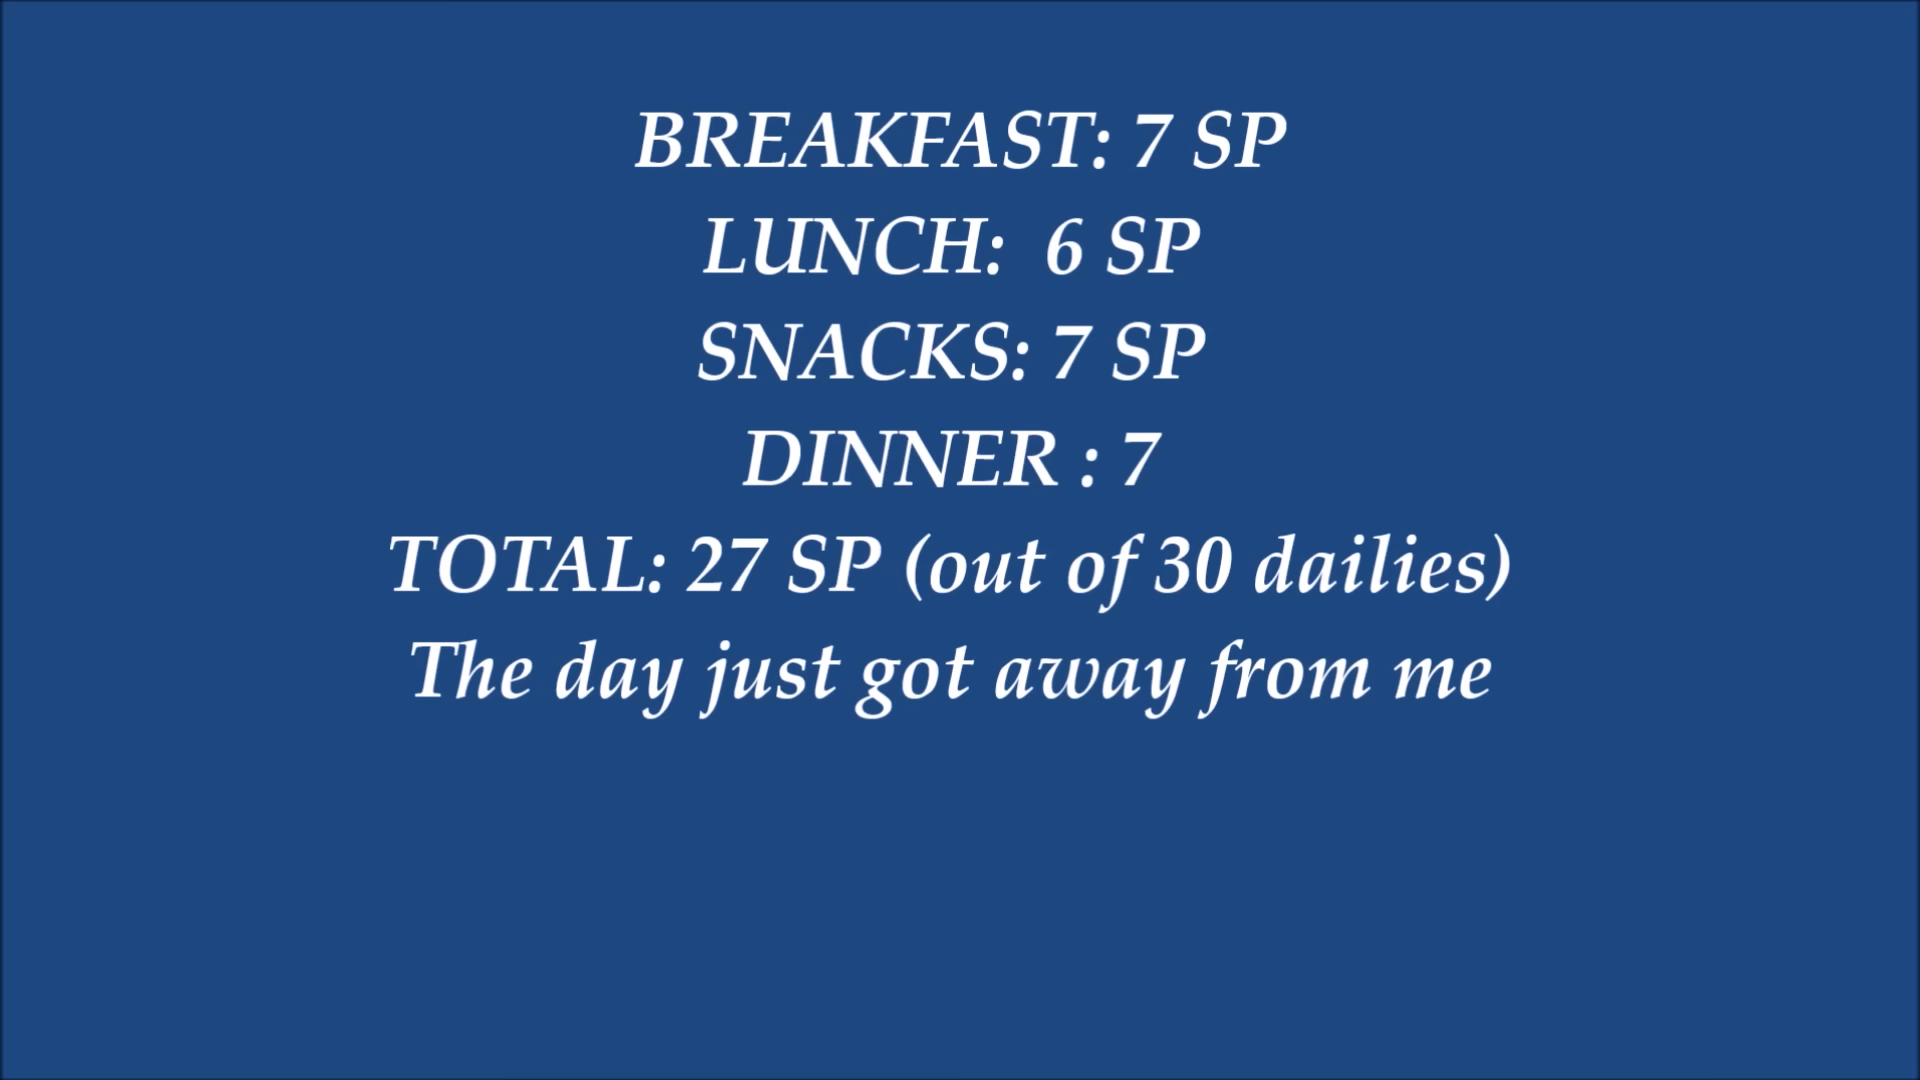 BREAKFAST: 7 SP
LUNCH:  6 SP
SNACKS: 7 SP
DINNER : 7
TOTAL: 27 SP (out of 30 dailies)
The day just got away from me